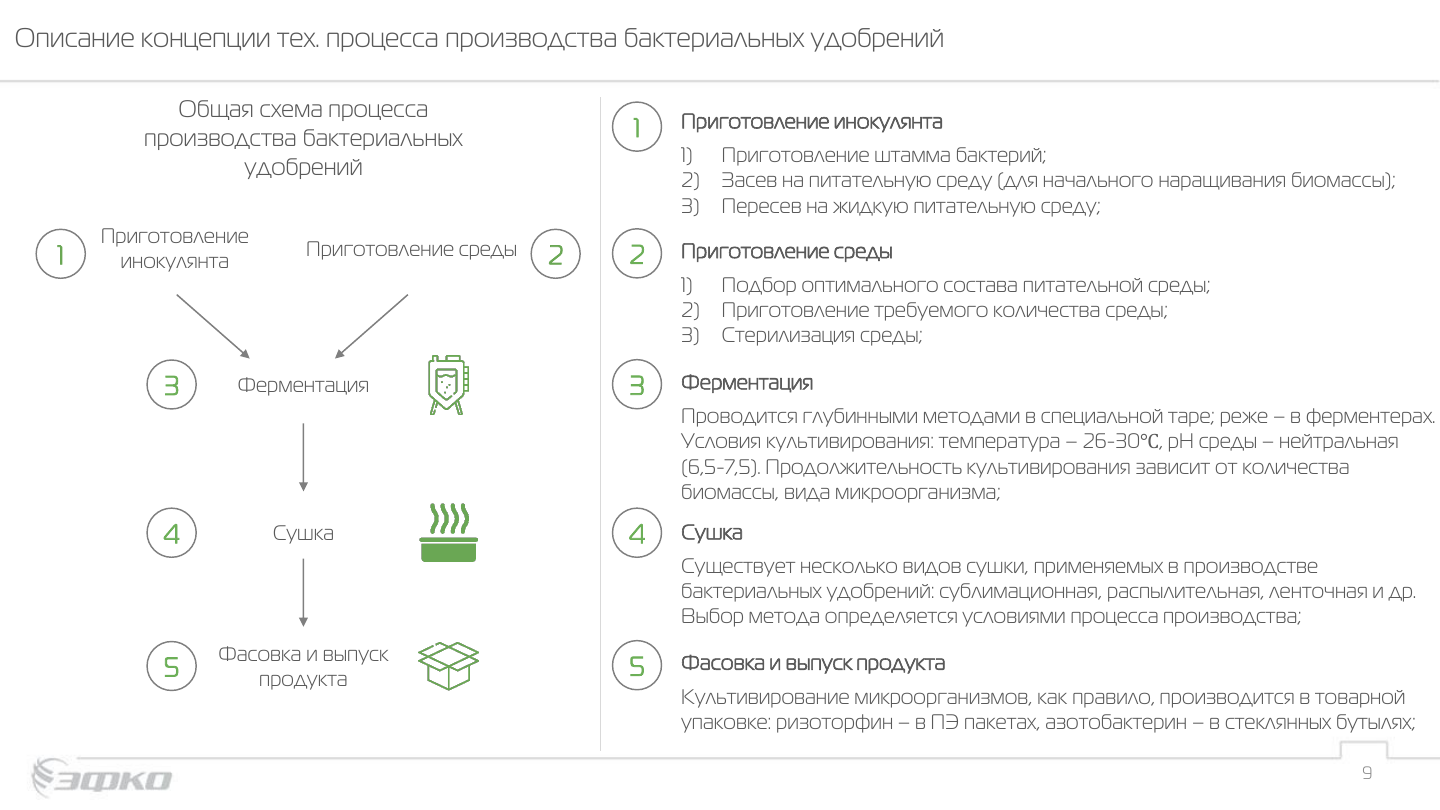 Описание концепции тех. процесса производства бактериальных удобрений
Общая схема процесса
производства бактериальных
удобрений
1
Приготовление
инокулянта
Приготовление среды
2
3
Ферментация
4
Сушка
5
Фасовка и выпуск
продукта
1
Приготовление инокулянта
1) Приготовление штамма бактерий;
2) Засев на питательную среду (для начального наращивания биомассы);
3) Пересев на жидкую питательную среду;
2
Приготовление среды
1) Подбор оптимального состава питательной среды;
2) Приготовление требуемого количества среды;
3) Стерилизация среды;
3
Ферментация
Проводится глубинными методами в специальной таре; реже – в ферментерах.
Условия культивирования: температура – 26-30℃, pH среды – нейтральная
(6,5-7,5). Продолжительность культивирования зависит от количества
биомассы, вида микроорганизма;
4
Сушка
Существует несколько видов сушки, применяемых в производстве
бактериальных удобрений: сублимационная, распылительная, ленточная и др.
Выбор метода определяется условиями процесса производства;
5
Фасовка и выпуск продукта
Культивирование микроорганизмов, как правило, производится в товарной
упаковке: ризоторфин – в ПЭ пакетах, азотобактерин – в стеклянных бутылях;
ЭФКО
9